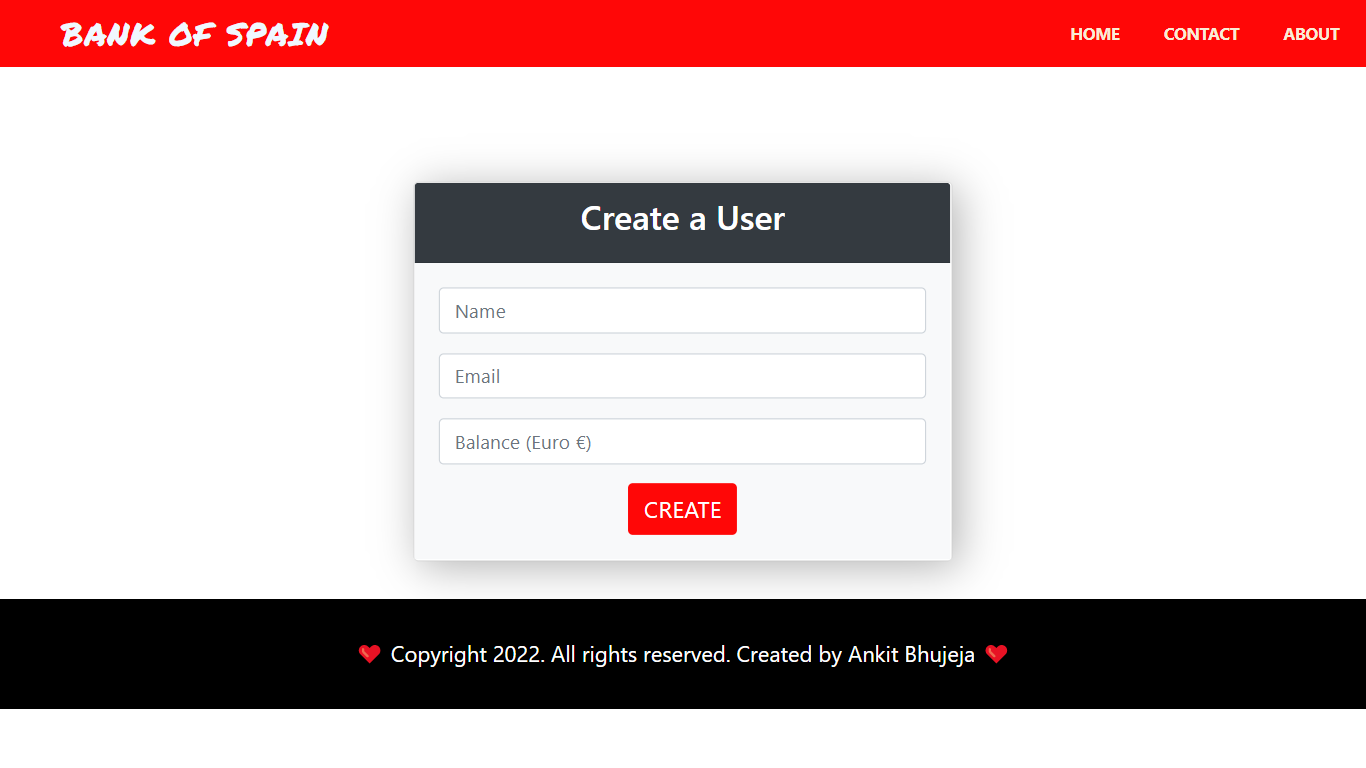 BANK OF SPAIN
HOME CONTACT ABOUT
Create a User
Name
Email
Balance (Euro €)
CREATE
❤️ Copyright 2022. All rights reserved. Created by Ankit Bhujeja ❤️